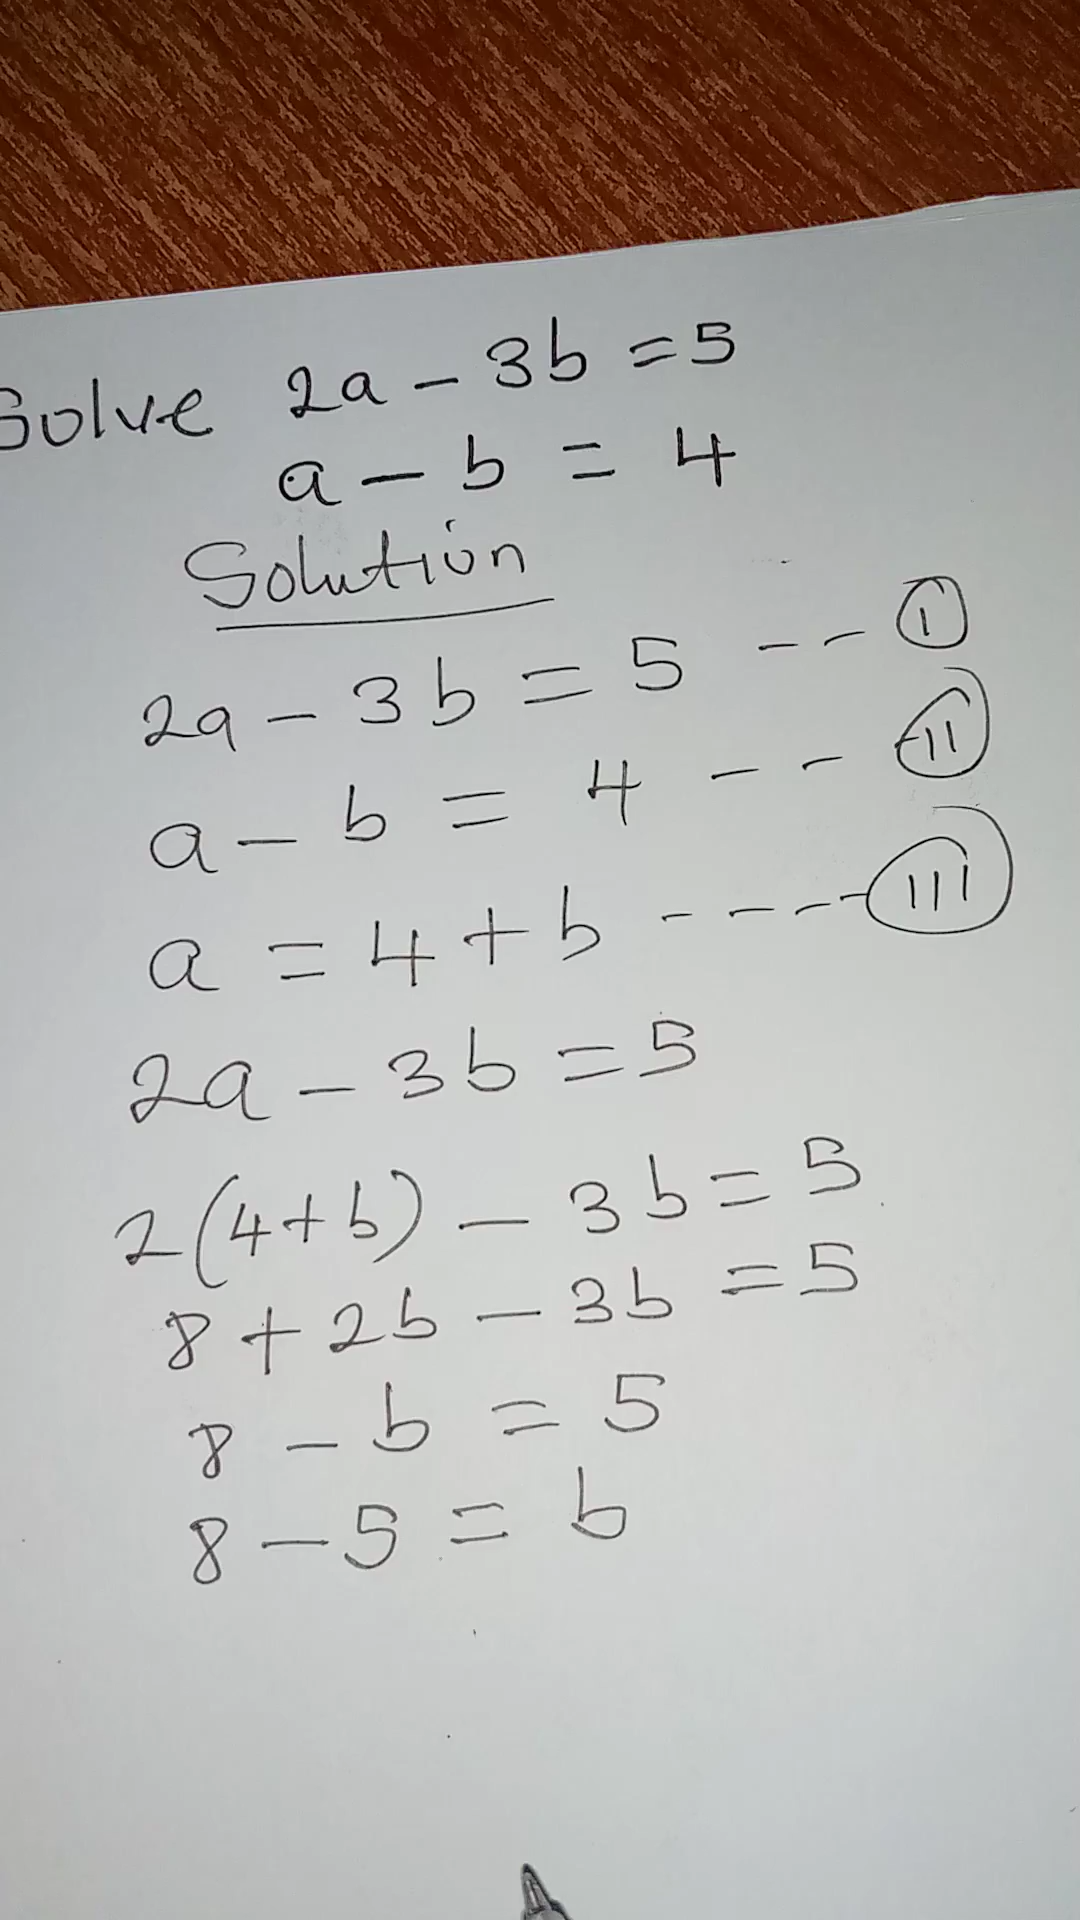 Solve 2a - 3b = 5
a - b = 4
Solution
2a - 3b = 5 -- (I)
a - b = 4 -- (II)
a = 4 + b ---- (III)
2a - 3b = 5
2(4+b) - 3b = 5
8 + 2b - 3b = 5
8 - b = 5
8 - 5 = b